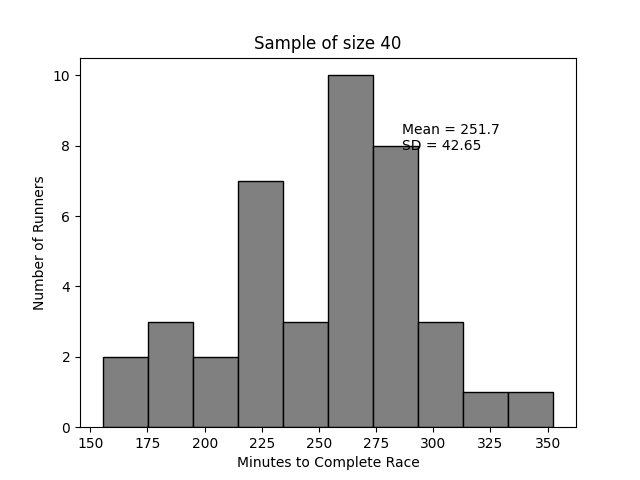 Sample of size 40
10
8
6
4
2
0
Number of Runners
Mean = 251.7
SD = 42.65
150 175 200 225 250 275 300 325 350
Minutes to Complete Race